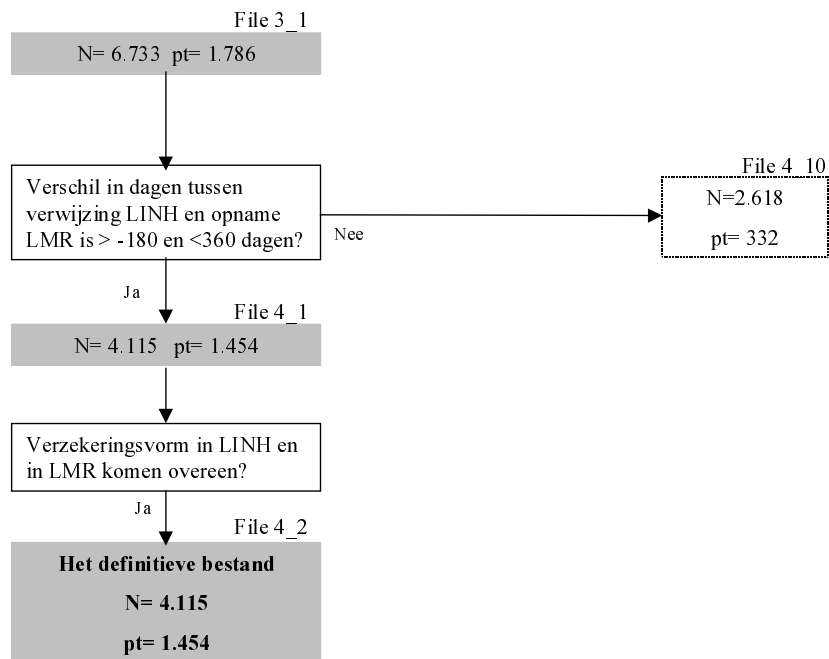 File 3_1
N= 6.733 pt= 1.786
Verschil in dagen tussen
verwijzing LINH en opname
LMR is > -180 en <360 dagen?
Nee
File 4_10
N=2.618
pt= 332
Ja
File 4_1
N= 4.115 pt= 1.454
Verzekeringsvorm in LINH en
in LMR komen overeen?
Ja
File 4_2
Het definitieve bestand
N= 4.115
pt= 1.454